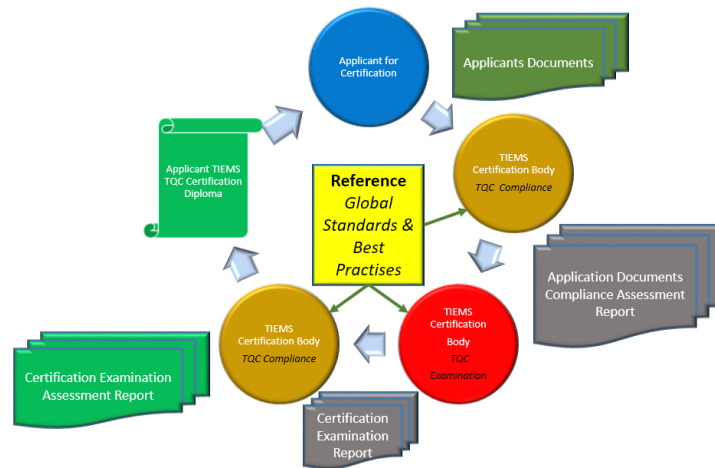 Applicant for
Certification
Applicants Documents
TIEMS
Certification Body
TQC Compliance
Applicant TIEMS
TQC Certification
Diploma
Reference
Global
Standards &
Best
Practises
Application Documents
Compliance Assessment
Report
TIEMS
Certification Body
TQC Compliance
TIEMS
Certification
Body
TQC
Examination
Certification Examination
Assessment Report
Certification
Examination
Report